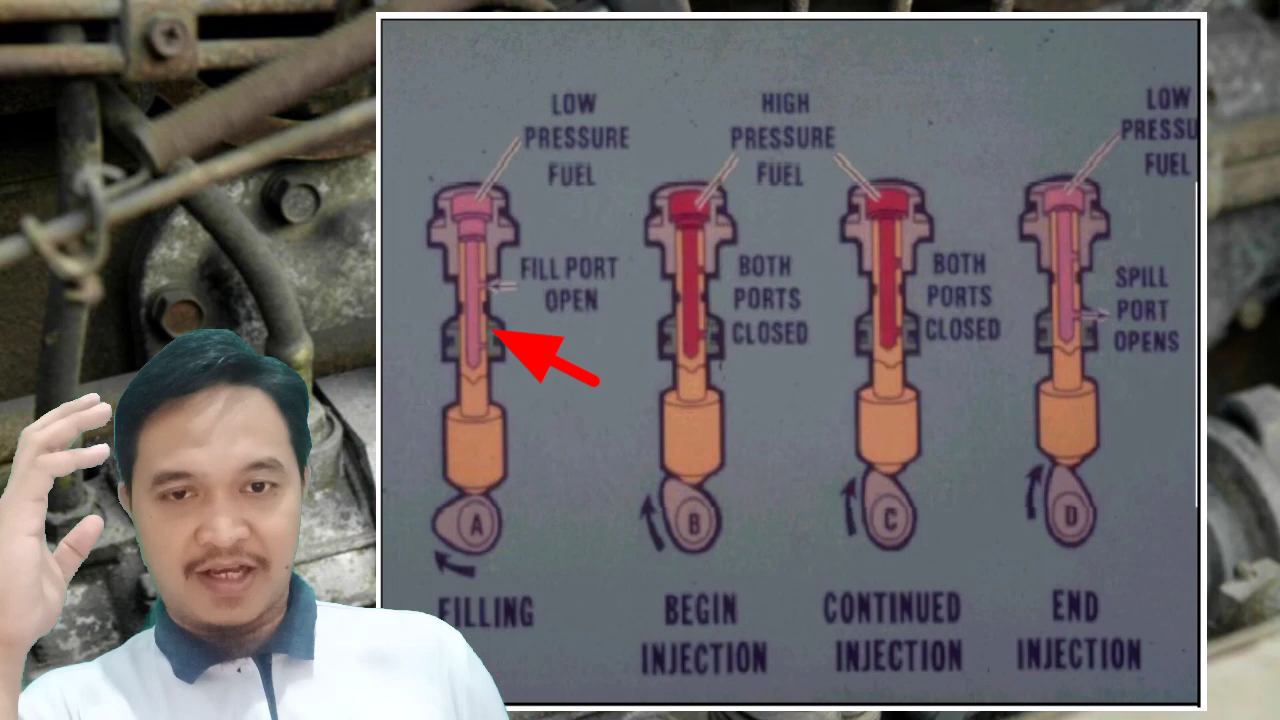 LOW
PRESSURE
FUEL
HIGH
PRESSURE
FUEL
LOW
PRESSU
FUEL
FILL PORT
OPEN
BOTH
PORTS
CLOSED
BOTH
PORTS
CLOSED
SPILL
PORT
OPENS
A
B
C
D
FILLING
BEGIN
INJECTION
CONTINUED
INJECTION
END
INJECTION